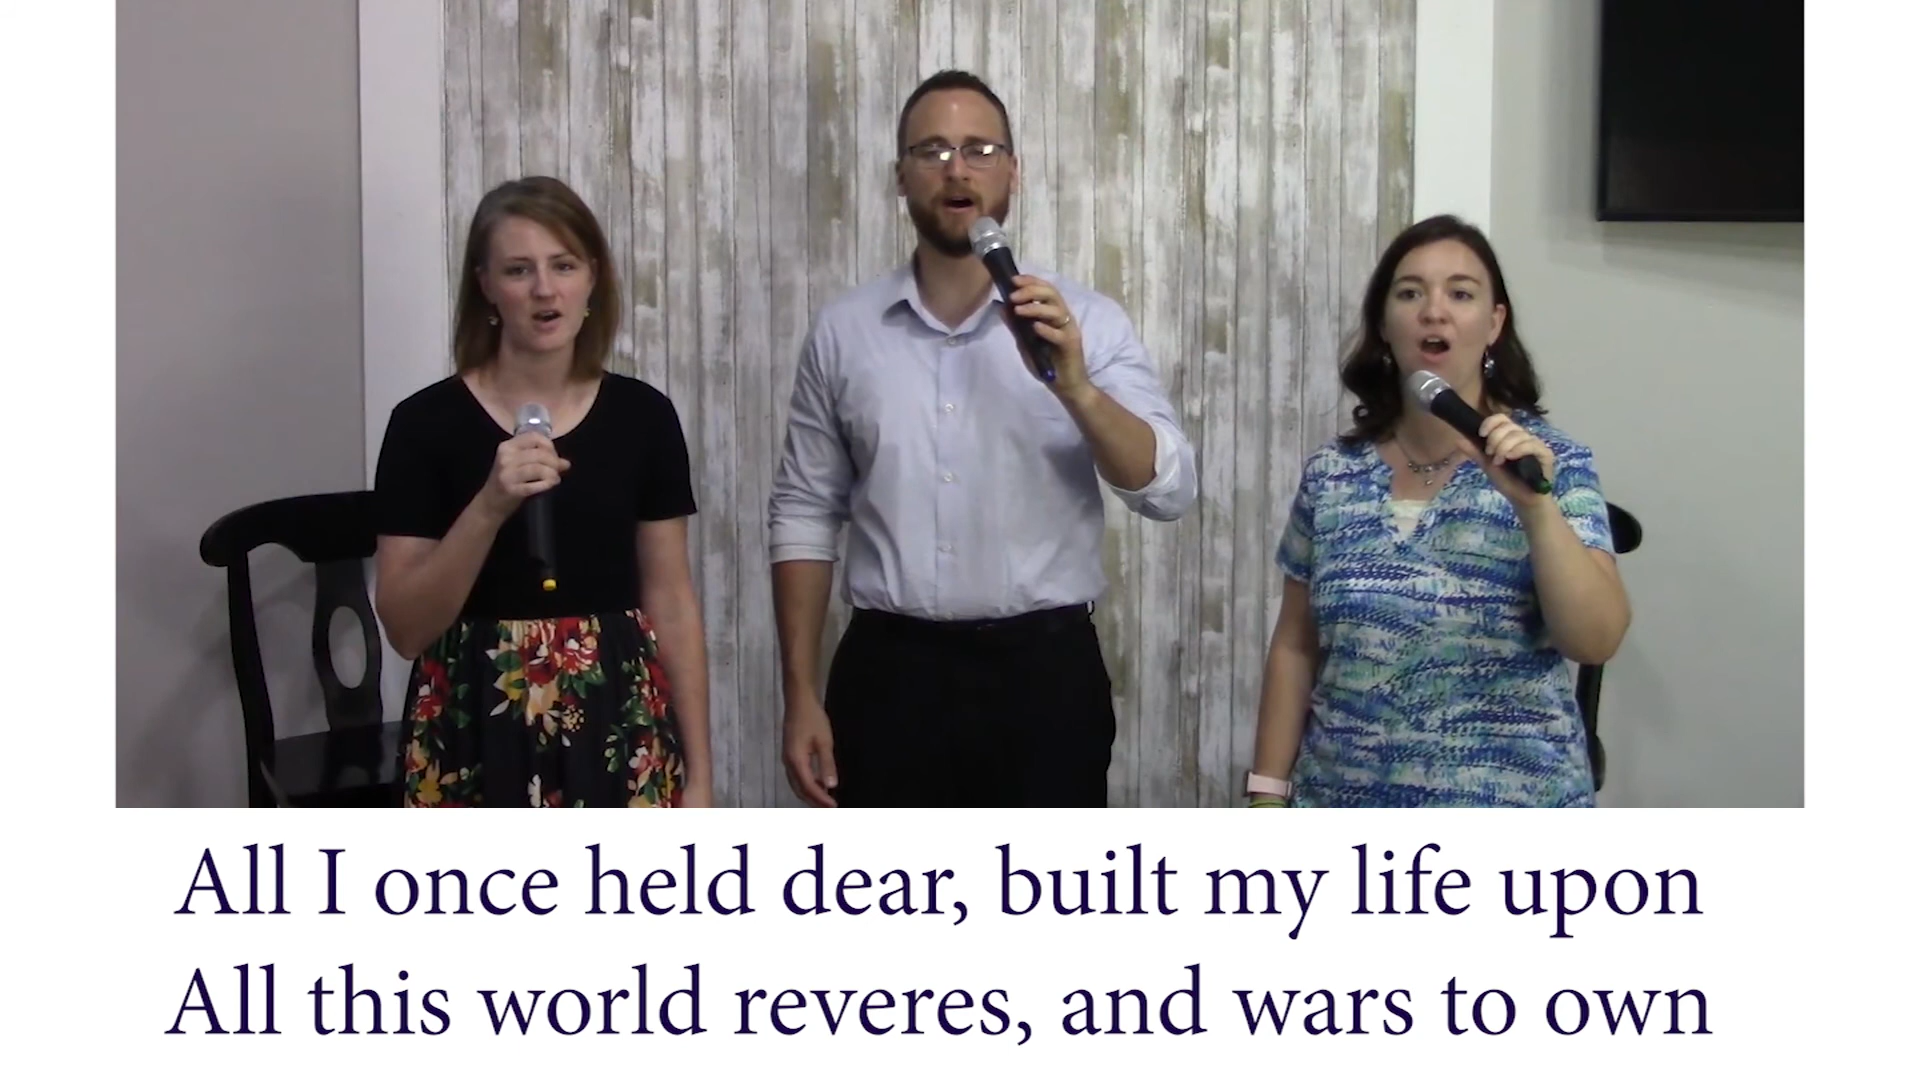 All I once held dear, built my life upon
All this world reveres, and wars to own